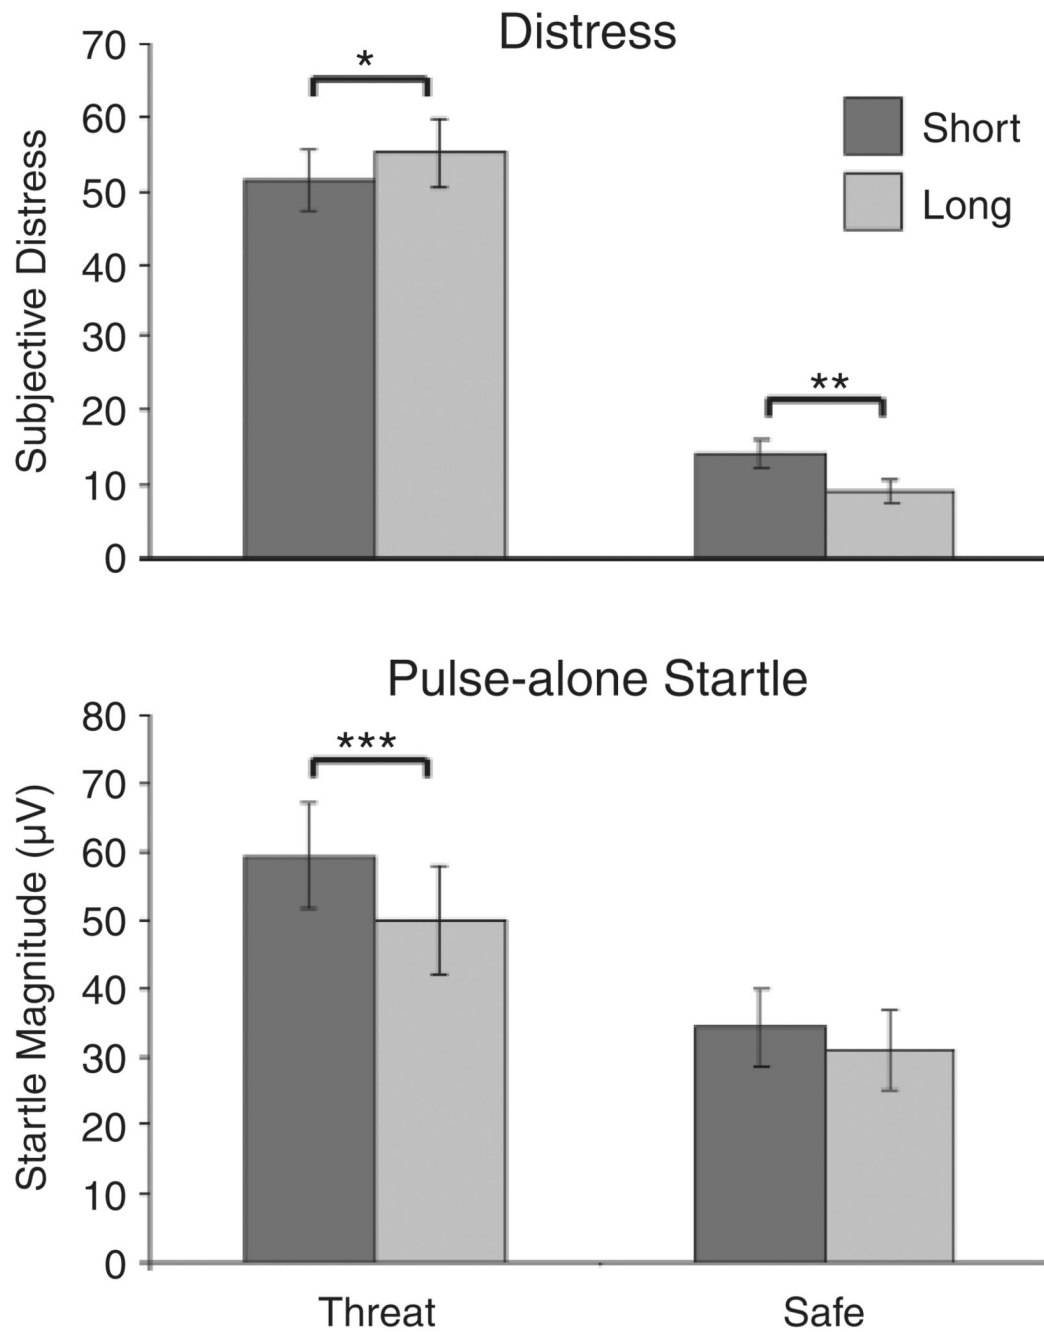 Distress
Subjective Distress
70
60
50
40
30
20
10
0
*
**
Short
Long
Pulse-alone Startle
Startle Magnitude (µV)
80
70
60
50
40
30
20
10
0
***
Threat
Safe